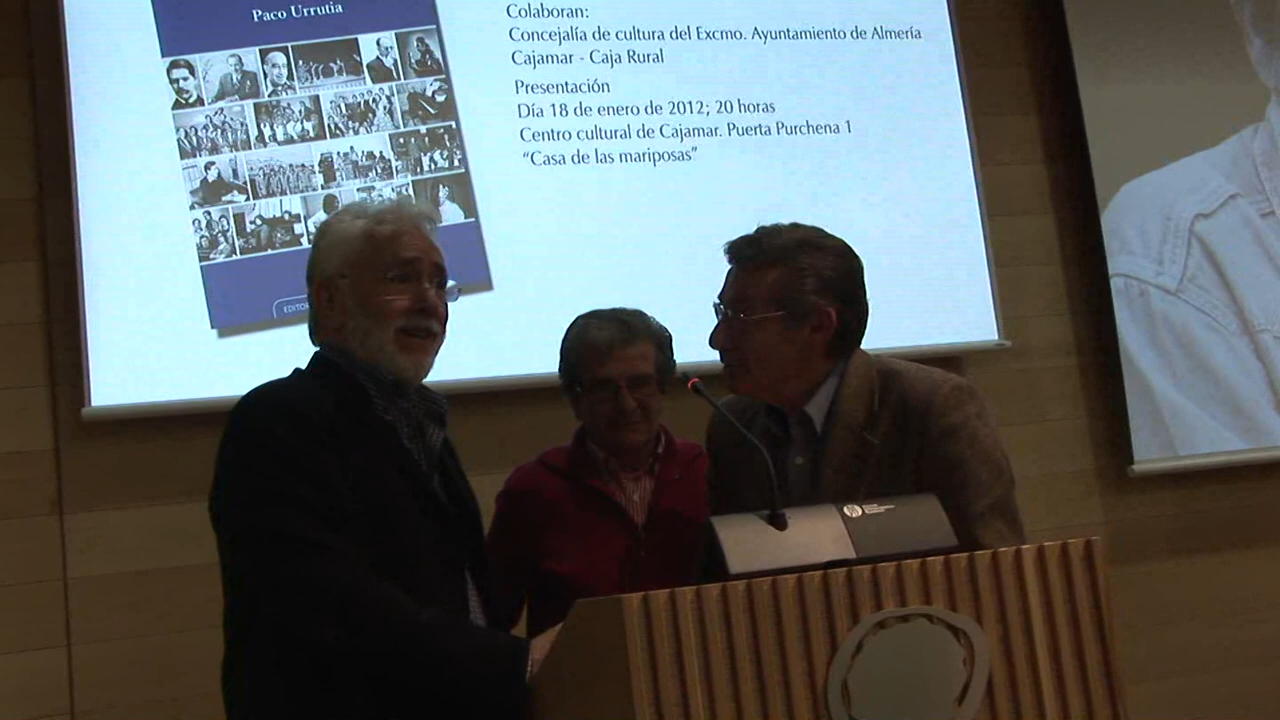 Paco Urrutia
Colaboran:
Concejalía de cultura del Excmo. Ayuntamiento de Almería
Cajamar - Caja Rural
Presentación
Día 18 de enero de 2012; 20 horas
Centro cultural de Cajamar. Puerta Purchena 1
"Casa de las mariposas"